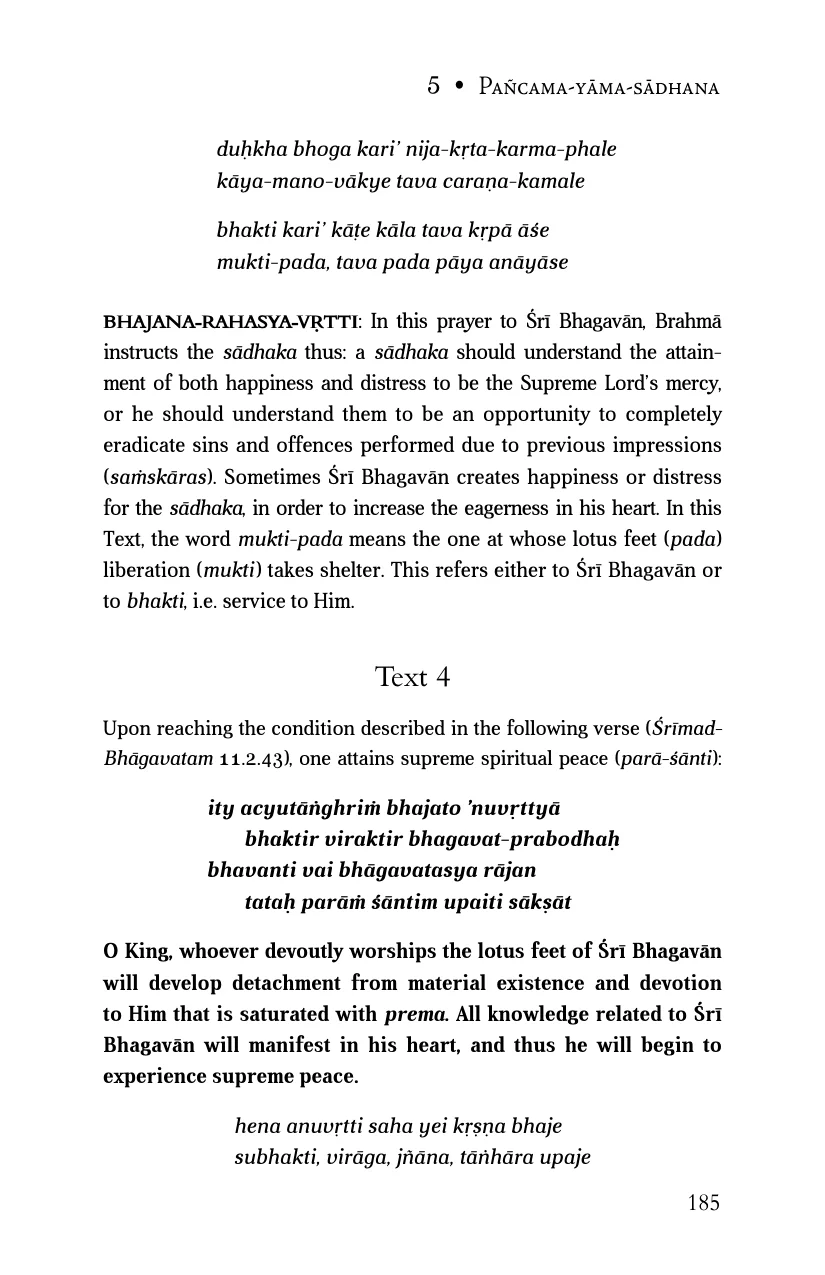 5 • Pañcama-yāma-sādhana
duḥkha bhoga kari’ nija-kṛta-karma-phale
kāya-mano-vākye tava caraṇa-kamale
bhakti kari’ kāṭe kāla tava kṛpā āśe
mukti-pada, tava pada pāya anāyāse
BHAJANA-RAHASYA-VṚTTI: In this prayer to Śrī Bhagavān, Brahmā
instructs the sādhaka thus: a sādhaka should understand the attain-
ment of both happiness and distress to be the Supreme Lord’s mercy,
or he should understand them to be an opportunity to completely
eradicate sins and offences performed due to previous impressions
(saṁskāras). Sometimes Śrī Bhagavān creates happiness or distress
for the sādhaka, in order to increase the eagerness in his heart. In this
Text, the word mukti-pada means the one at whose lotus feet (pada)
liberation (mukti) takes shelter. This refers either to Śrī Bhagavān or
to bhakti, i.e. service to Him.
Text 4
Upon reaching the condition described in the following verse (Śrīmad-
Bhāgavatam 11.2.43), one attains supreme spiritual peace (parā-śānti):
ity acyutāṅghriṁ bhajato ’nuvṛttyā
bhaktir viraktir bhagavat-prabodhaḥ
bhavanti vai bhāgavatasya rājan
tataḥ parāṁ śāntim upaiti sākṣāt
O King, whoever devoutly worships the lotus feet of Śrī Bhagavān
will develop detachment from material existence and devotion
to Him that is saturated with prema. All knowledge related to Śrī
Bhagavān will manifest in his heart, and thus he will begin to
experience supreme peace.
hena anuvṛtti saha yei kṛṣṇa bhaje
subhakti, virāga, jñāna, tāṅhāra upaje
185